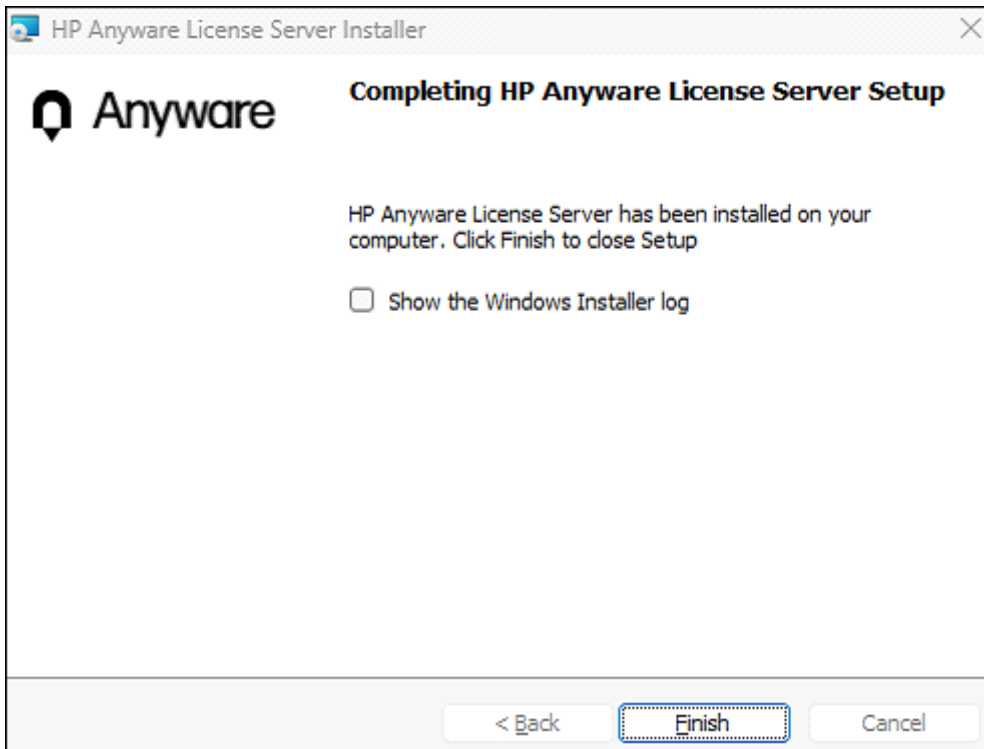 HP Anyware License Server Installer
Anyware
Completing HP Anyware License Server Setup
HP Anyware License Server has been installed on your
computer. Click Finish to close Setup
Show the Windows Installer log
< Back
Finish
Cancel